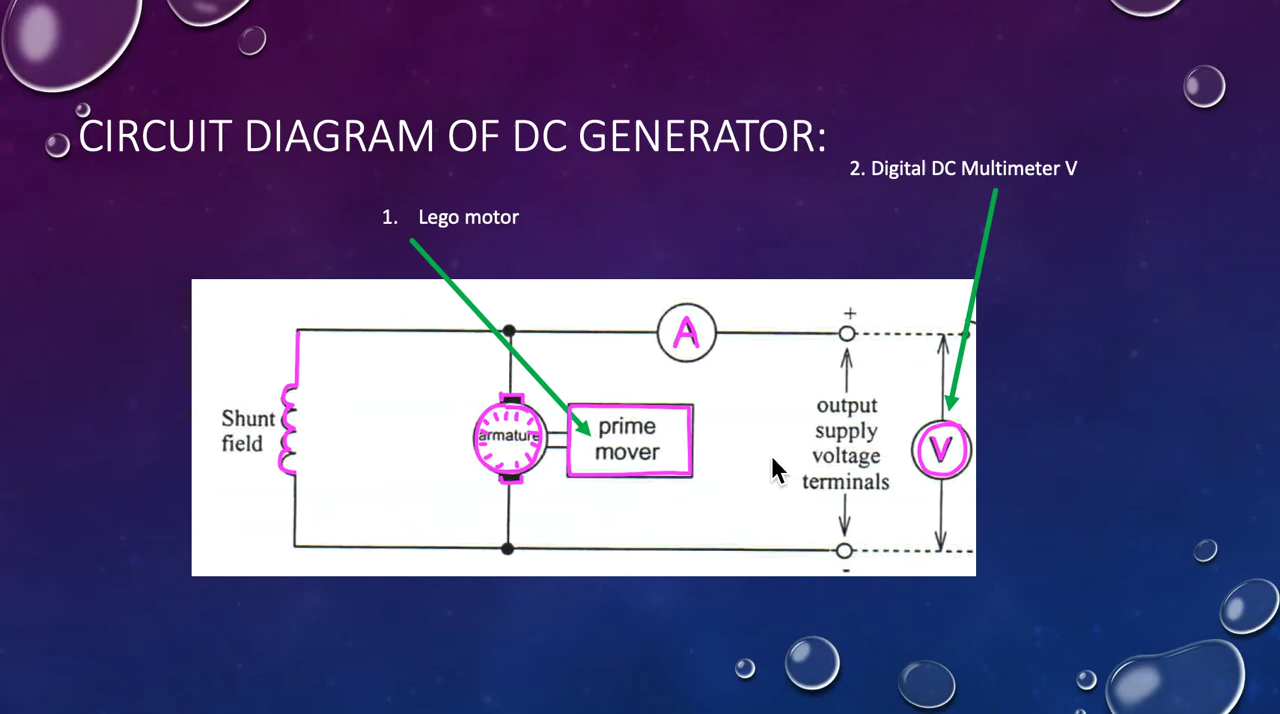 CIRCUIT DIAGRAM OF DC GENERATOR:
2. Digital DC Multimeter V
1. Lego motor
A
+
Shunt
field
armature
prime
mover
output
supply
voltage
terminals
V
-